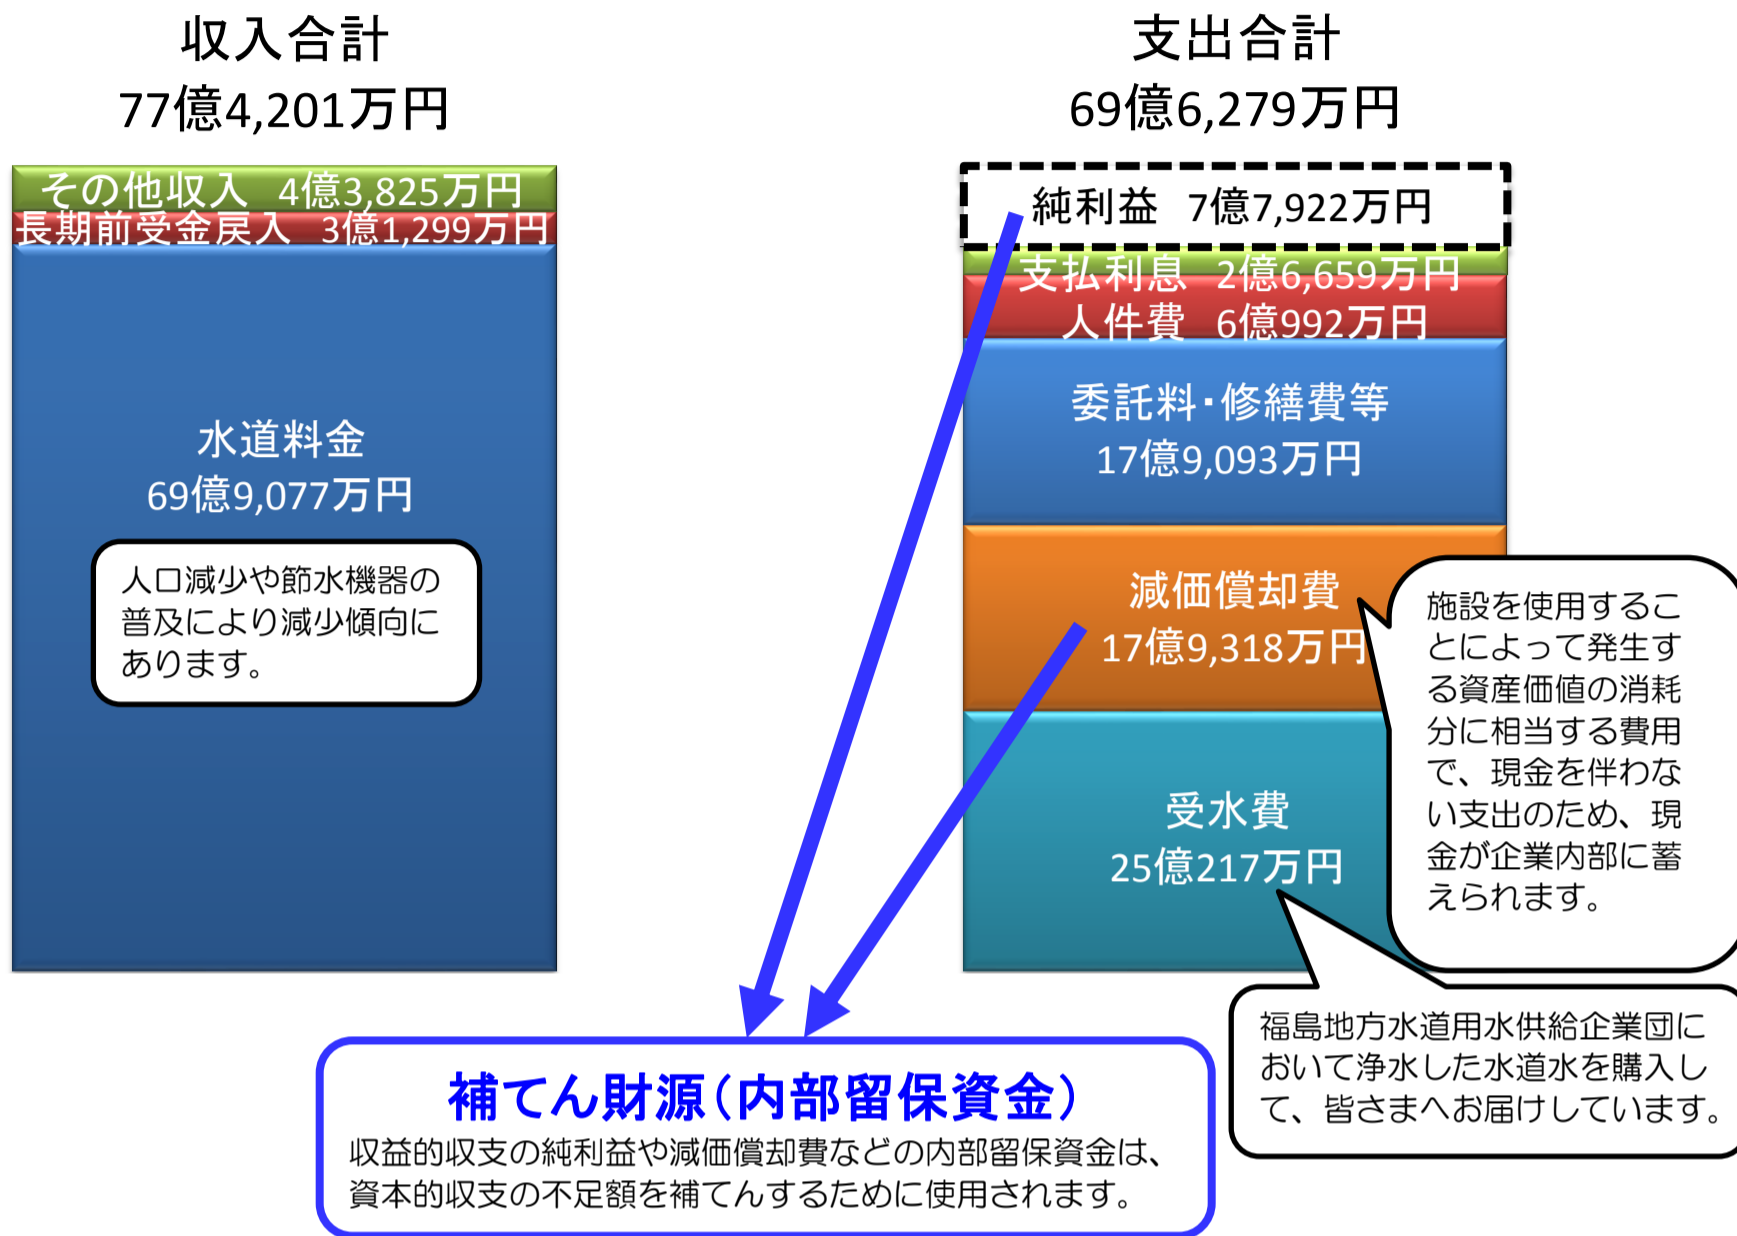 収入合計
77億4,201万円
その他収入 4億3,825万円
長期前受金戻入 3億1,299万円
水道料金
69億9,077万円
人口減少や節水機器の
普及により減少傾向に
あります。
支出合計
69億6,279万円
純利益 7億7,922万円
支払利息 2億6,659万円
人件費 6億992万円
委託料・修繕費等
17億9,093万円
減価償却費
17億9,318万円
施設を使用するこ
とによって発生す
る資産価値の消耗
分に相当する費用
で、現金を伴わな
い支出のため、現
金が企業内部に蓄
えられます。
受水費
25億217万円
福島地方水道用水供給企業団に
おいて浄水した水道水を購入し
て、皆さまへお届けしています。
補てん財源(内部留保資金)
収益的収支の純利益や減価償却費などの内部留保資金は、
資本的収支の不足額を補てんするために使用されます。